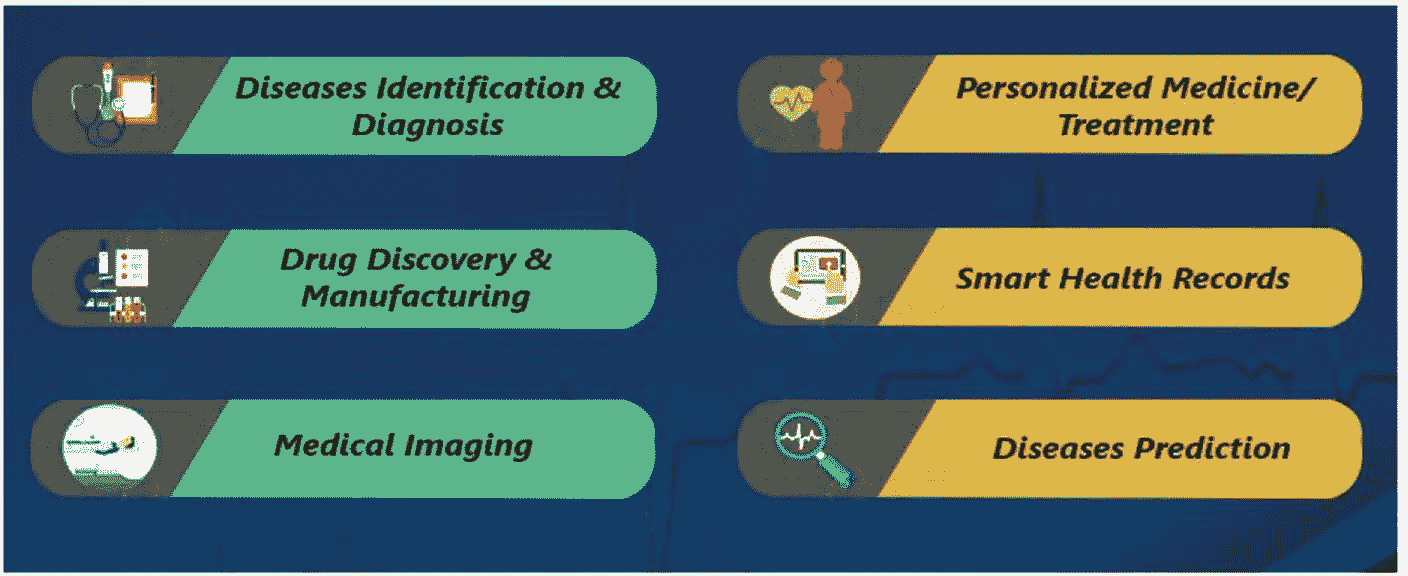 Diseases Identification &
Diagnosis
Personalized Medicine/
Treatment
Drug Discovery &
Manufacturing
Smart Health Records
Medical Imaging
Diseases Prediction